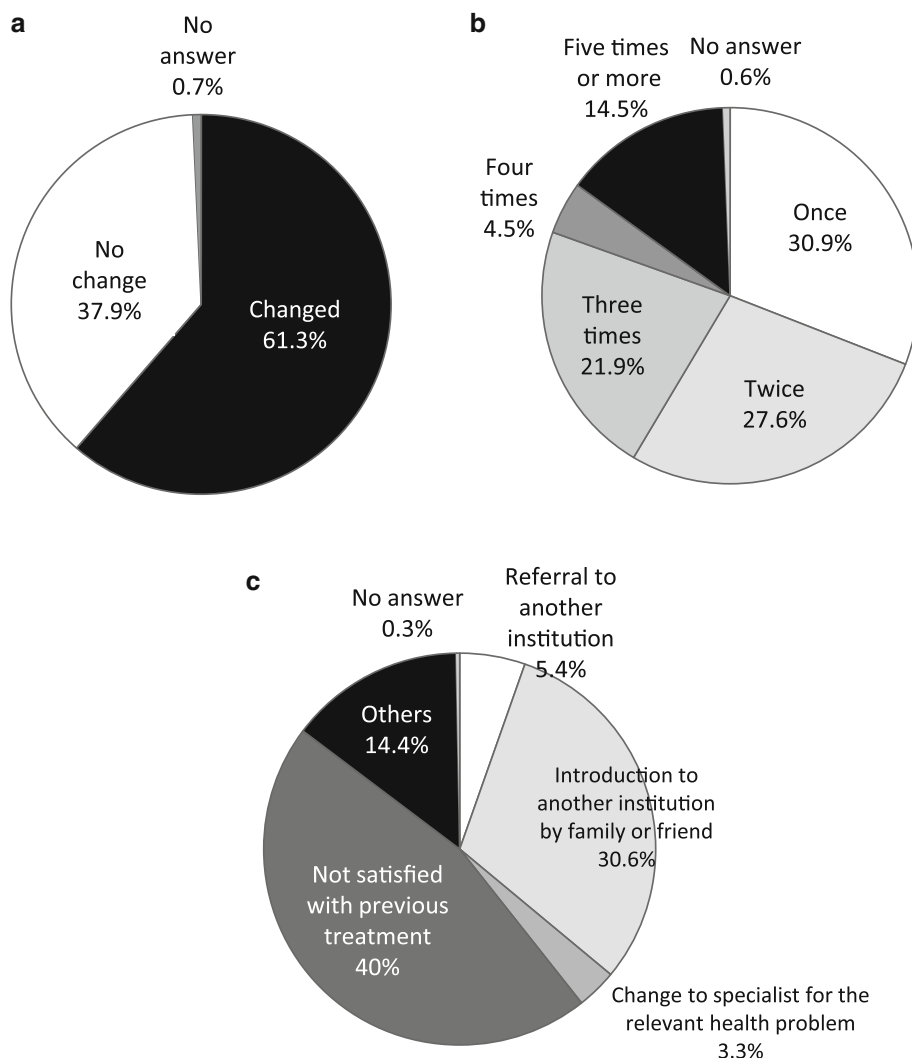 a
No
answer
0.7%
No
change
37.9%
Changed
61.3%
b
Five times
or more
14.5%
No answer
0.6%
Four
times
4.5%
Once
30.9%
Three
times
21.9%
Twice
27.6%
c
No answer
0.3%
Referral to
another
institution
5.4%
Others
14.4%
Introduction to
another institution
by family or friend
30.6%
Not satisfied
with previous
treatment
40%
Change to specialist for the
relevant health problem
3.3%